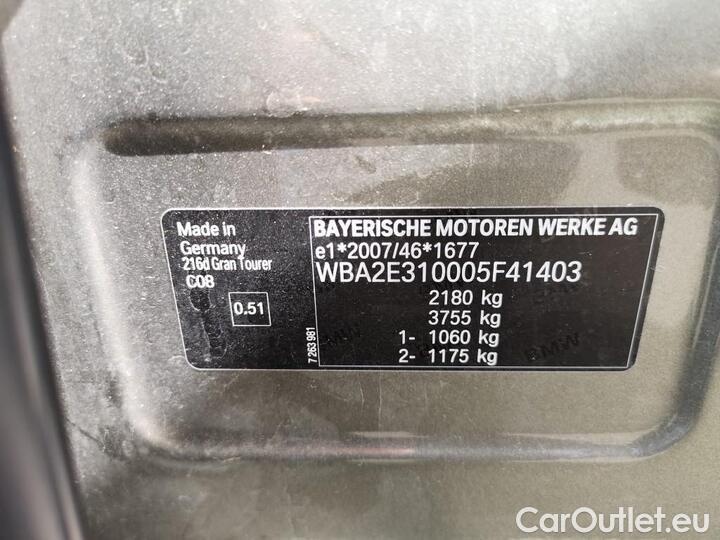 Made in
Germany
216d Gran Tourer
C08
0.51
7 263 981
BAYERISCHE MOTOREN WERKE AG
e1*2007/46*1677
WBA2E310005F41403
2180 kg
3755 kg
1- 1060 kg
2- 1175 kg
BMW
CarOutlet.eu